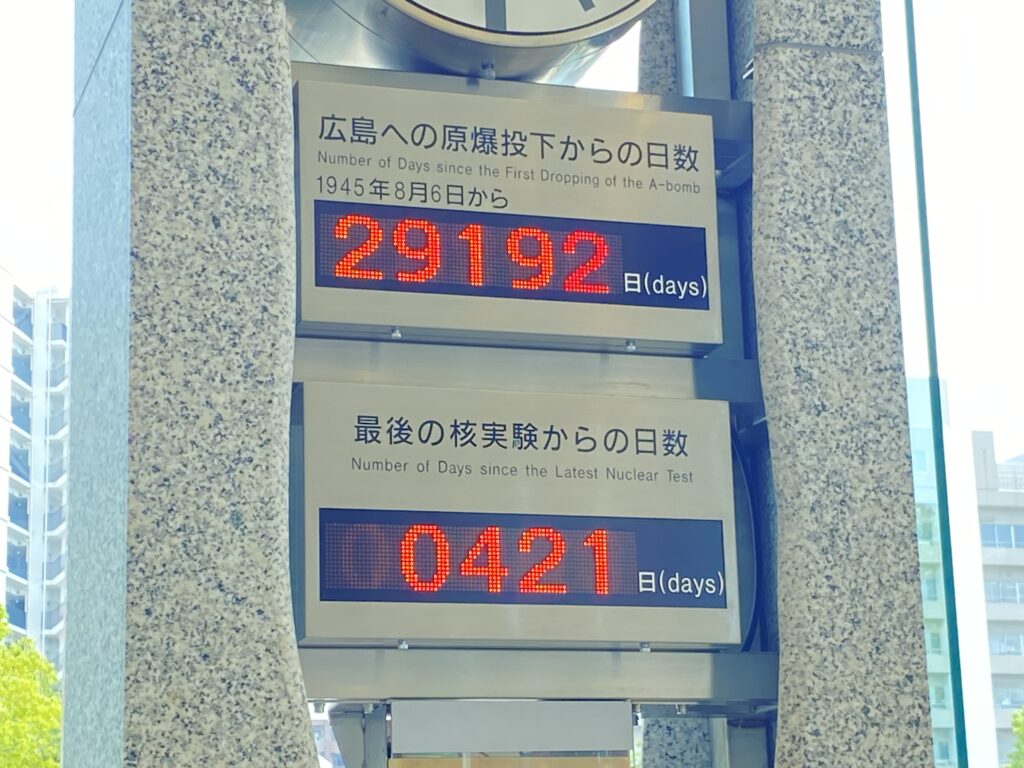 広島への原爆投下からの日数
Number of Days since the First Dropping of the A-bomb
1945年8月6日から
29192 日(days)
最後の核実験からの日数
Number of Days since the Latest Nuclear Test
0421 日(days)